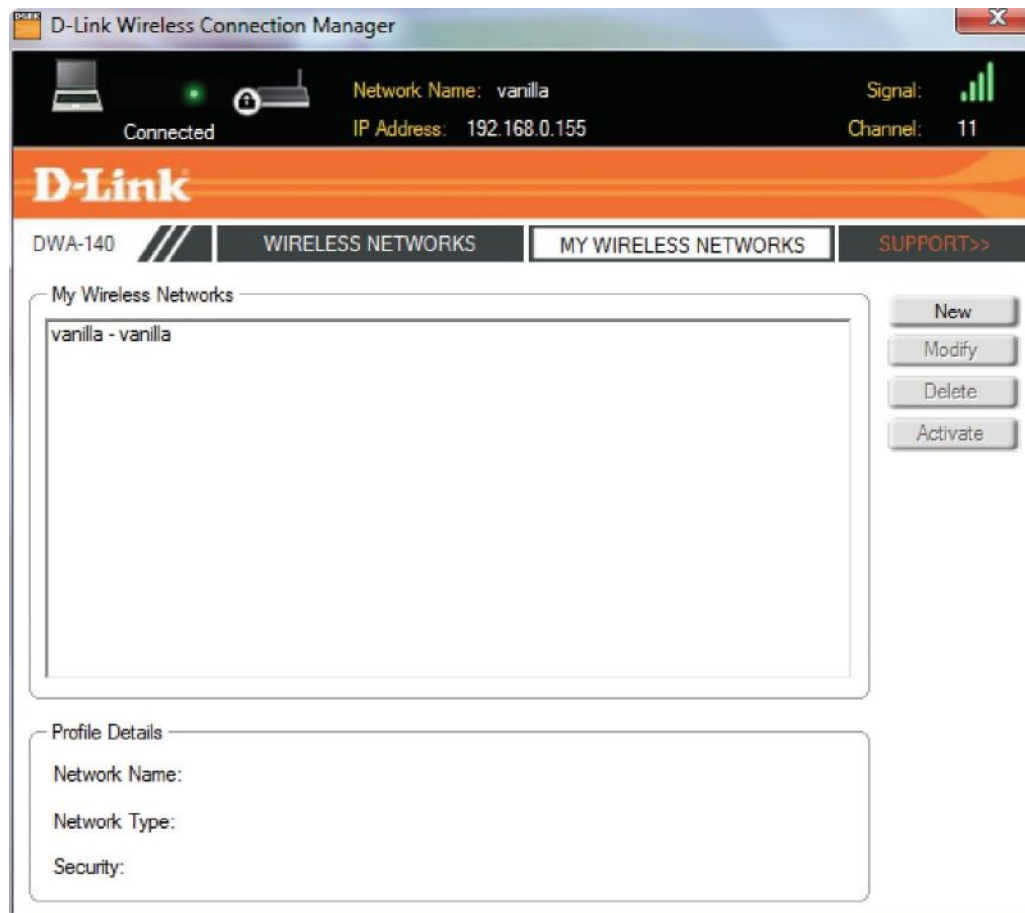 D-Link Wireless Connection Manager
Network Name: vanilla
Signal:
Connected
IP Address: 192.168.0.155
Channel: 11
D-Link
DWA-140
WIRELESS NETWORKS
MY WIRELESS NETWORKS
SUPPORT>>
My Wireless Networks
vanilla - vanilla
New
Modify
Delete
Activate
Profile Details
Network Name:
Network Type:
Security: